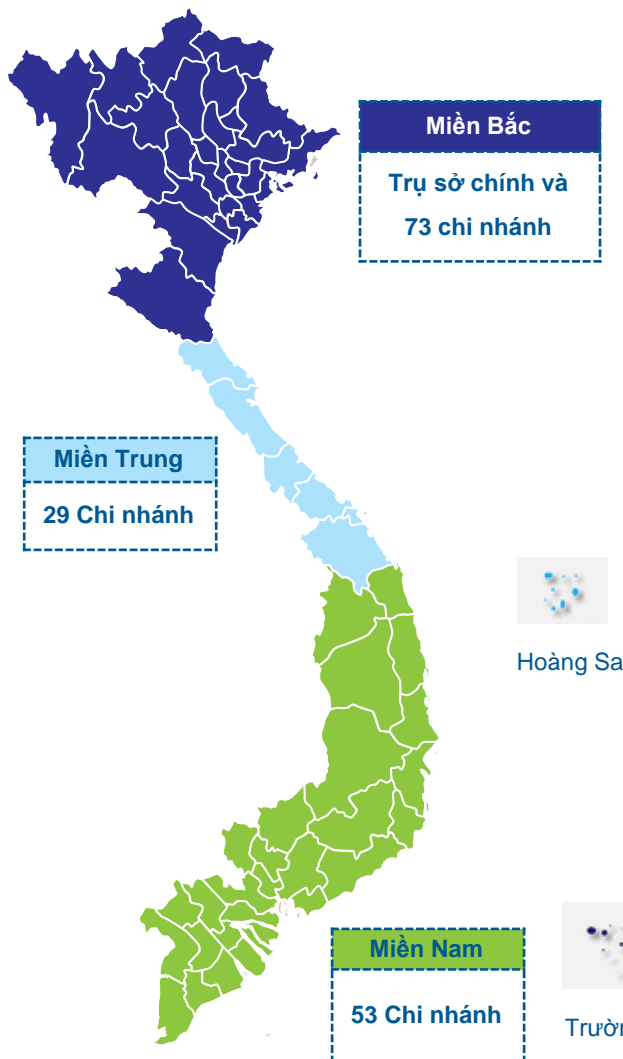 Miền Bắc
Trụ sở chính và
73 chi nhánh
Miền Trung
29 Chi nhánh
Hoàng Sa
Miền Nam
53 Chi nhánh